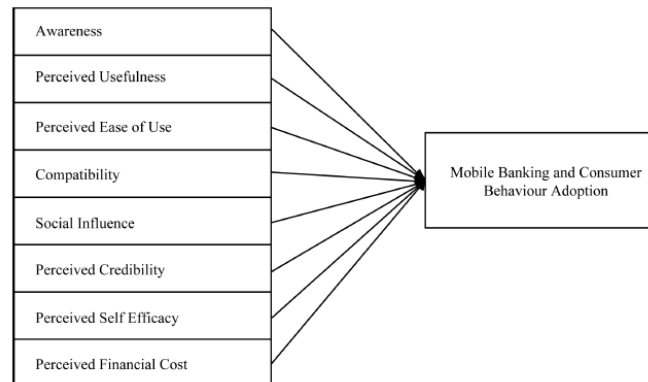 Awareness
Perceived Usefulness
Perceived Ease of Use
Compatibility
Social Influence
Perceived Credibility
Perceived Self Efficacy
Perceived Financial Cost
Mobile Banking and Consumer
Behaviour Adoption